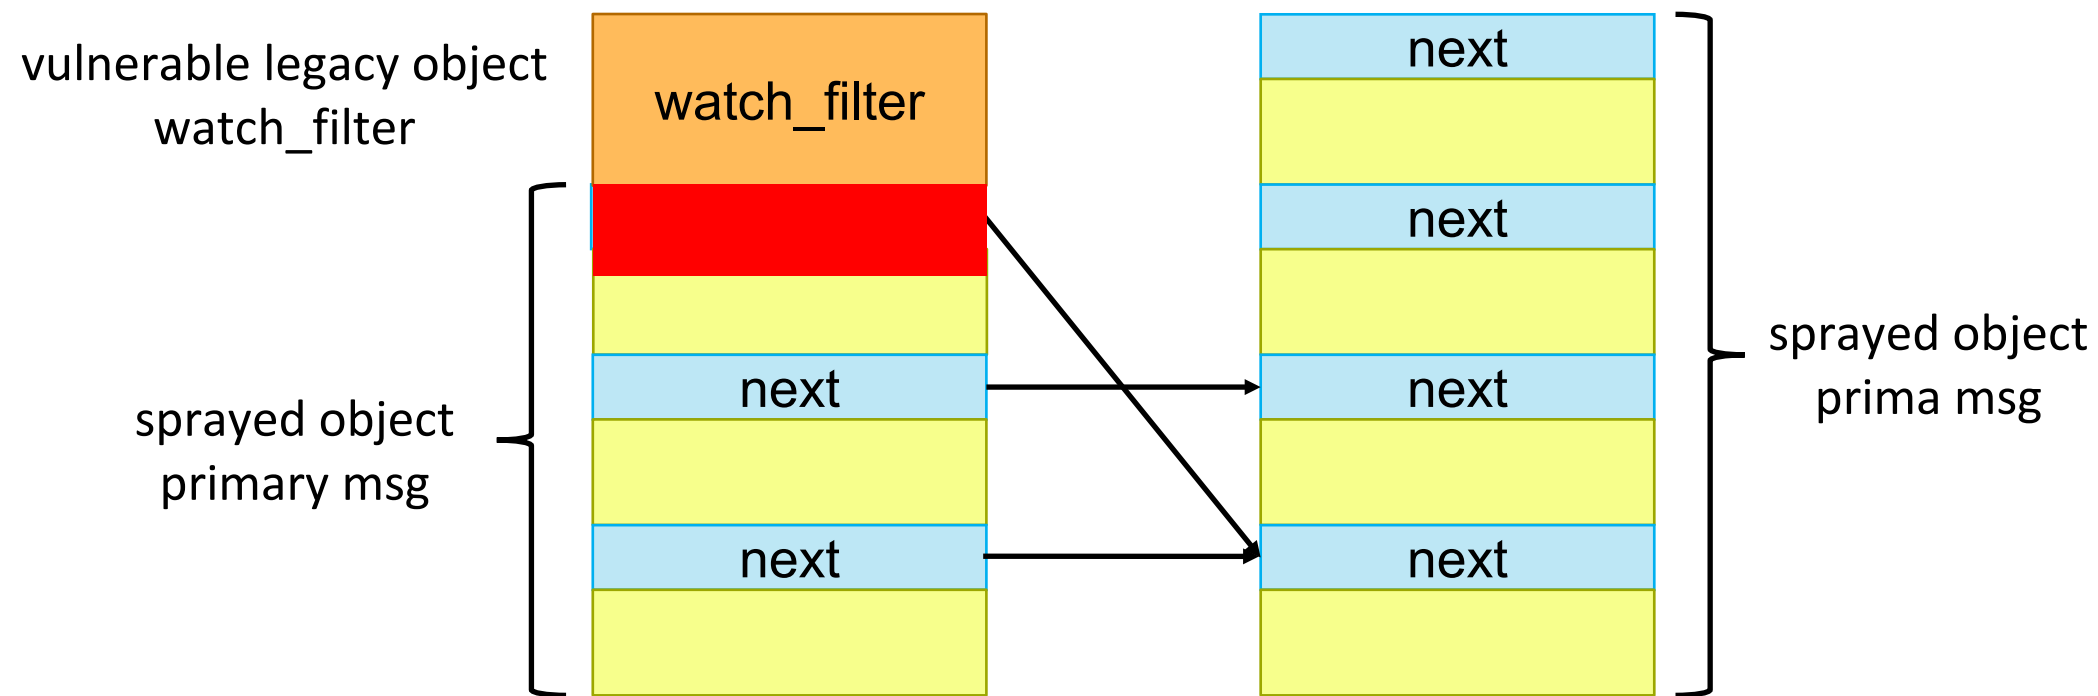 vulnerable legacy object
watch_filter
watch_filter
sprayed object
primary msg
next
next
next
next
next
next
sprayed object
prima msg